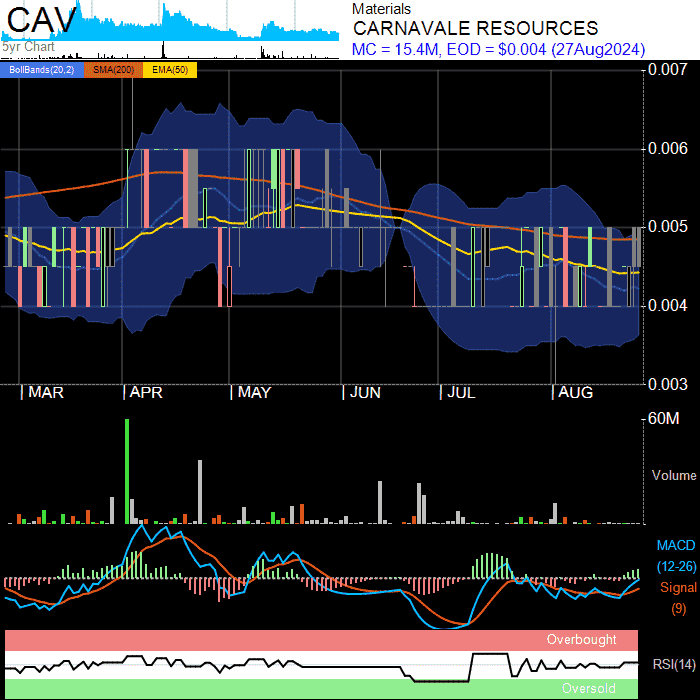 CAV
5yr Chart
Materials
CARNAVALE RESOURCES
MC = 15.4M, EOD = $0.004 (27Aug2024)
BollBands(20,2) SMA(200) EMA(50)
0.007
0.006
0.005
0.004
0.003
MAR APR MAY JUN JUL AUG
60M
Volume
MACD
(12-26)
Signal
(9)
Overbought
RSI(14)
Oversold